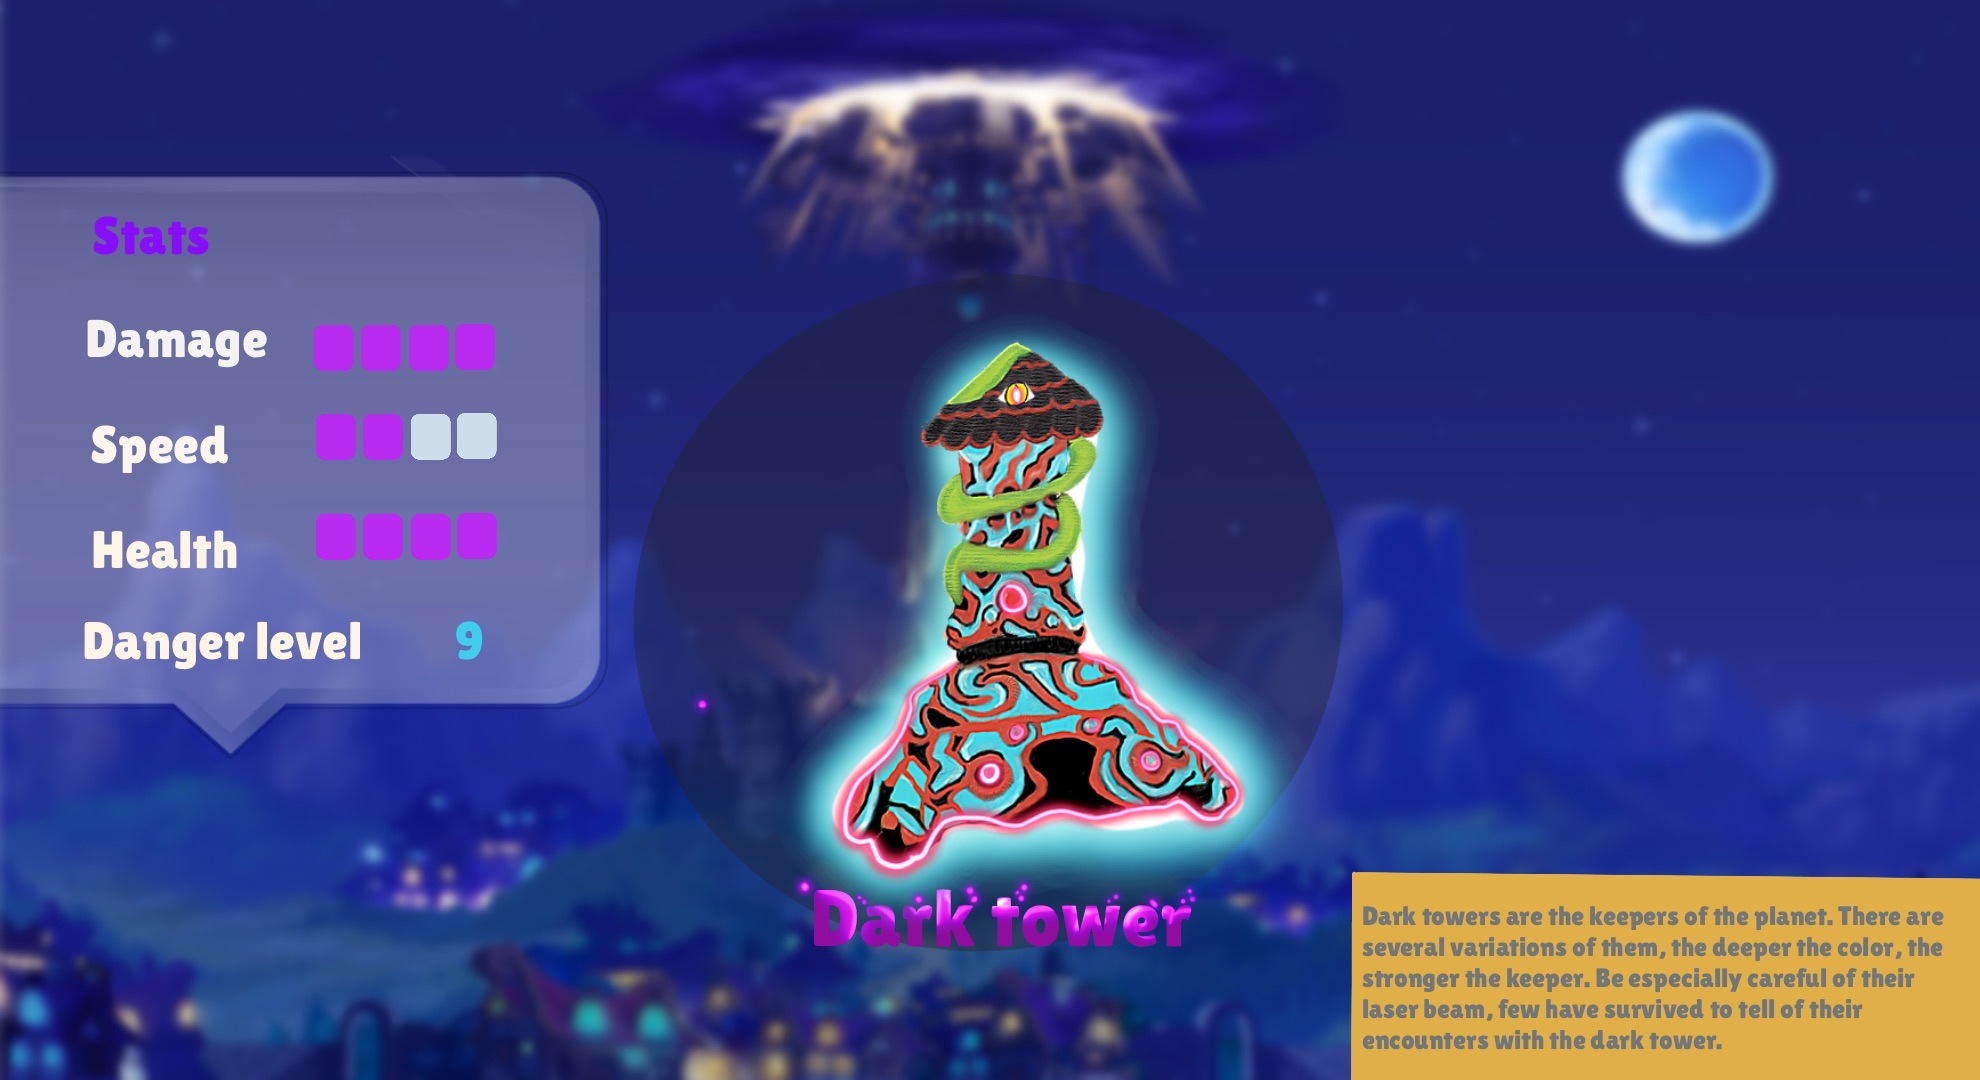 Stats
Damage
Speed
Health
Danger level 9
Dark tower
Dark towers are the keepers of the planet. There are
several variations of them, the deeper the color, the
stronger the keeper. Be especially careful of their
laser beam, few have survived to tell of their
encounters with the dark tower.